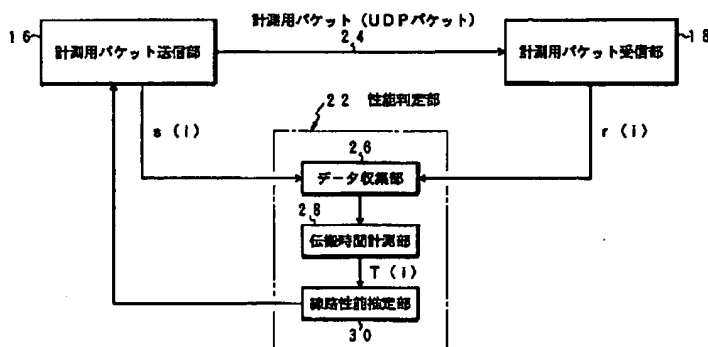 計測用パケット（UDPパケット）
16
24
18
計測用パケット送信部
計測用パケット受信部
22 性能判定部
s（i）
r（i）
26
データ収集部
28
伝搬時間計測部
T（i）
線路性能推定部
30